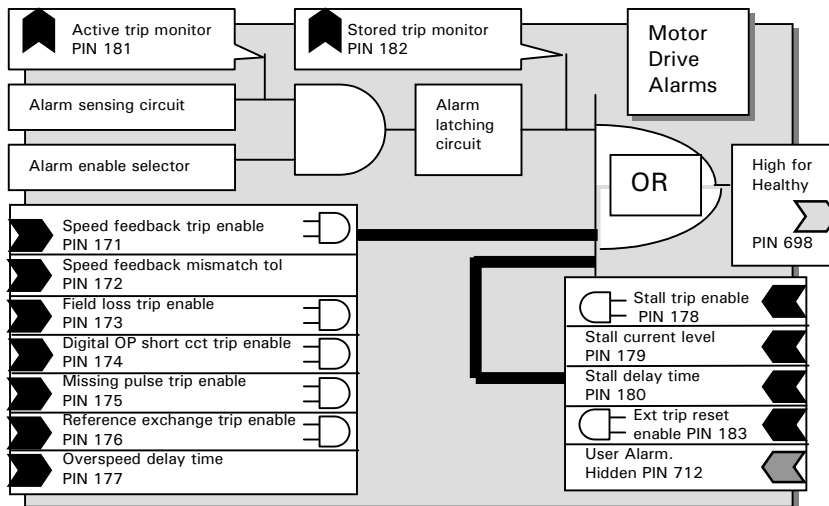 Active trip monitor
PIN 181
Stored trip monitor
PIN 182
Motor
Drive
Alarms
Alarm sensing circuit
Alarm enable selector
Alarm
latching
circuit
OR
High for
Healthy
PIN 698
Speed feedback trip enable
PIN 171
Speed feedback mismatch tol
PIN 172
Field loss trip enable
PIN 173
Digital OP short cct trip enable
PIN 174
Missing pulse trip enable
PIN 175
Reference exchange trip enable
PIN 176
Overspeed delay time
PIN 177
Stall trip enable
PIN 178
Stall current level
PIN 179
Stall delay time
PIN 180
Ext trip reset
enable PIN 183
User Alarm.
Hidden PIN 712